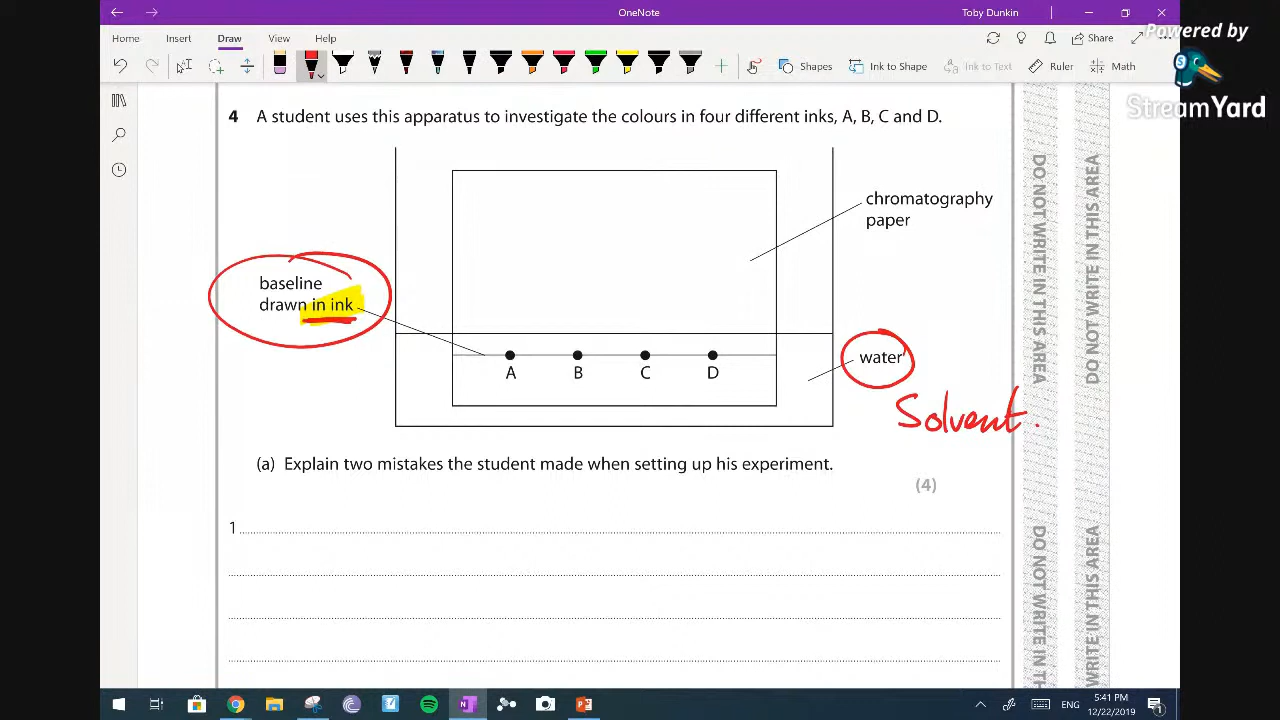 OneNote
Toby Dunkin
Powered by
StreamYard
Home Insert Draw View Help
Share
Shapes Ink to Shape Ink to Text Ruler Math
4 A student uses this apparatus to investigate the colours in four different inks, A, B, C and D.
chromatography
paper
baseline
drawn in ink
water
A B C D
Solvent.
(a) Explain two mistakes the student made when setting up his experiment.
(4)
1
DO NOT WRITE IN THIS AREA
DO NOT WRITE IN THIS AREA
DO NOT WRITE IN TH
WRITE IN THIS AREA
ENG
5:41 PM
12/22/2019
1